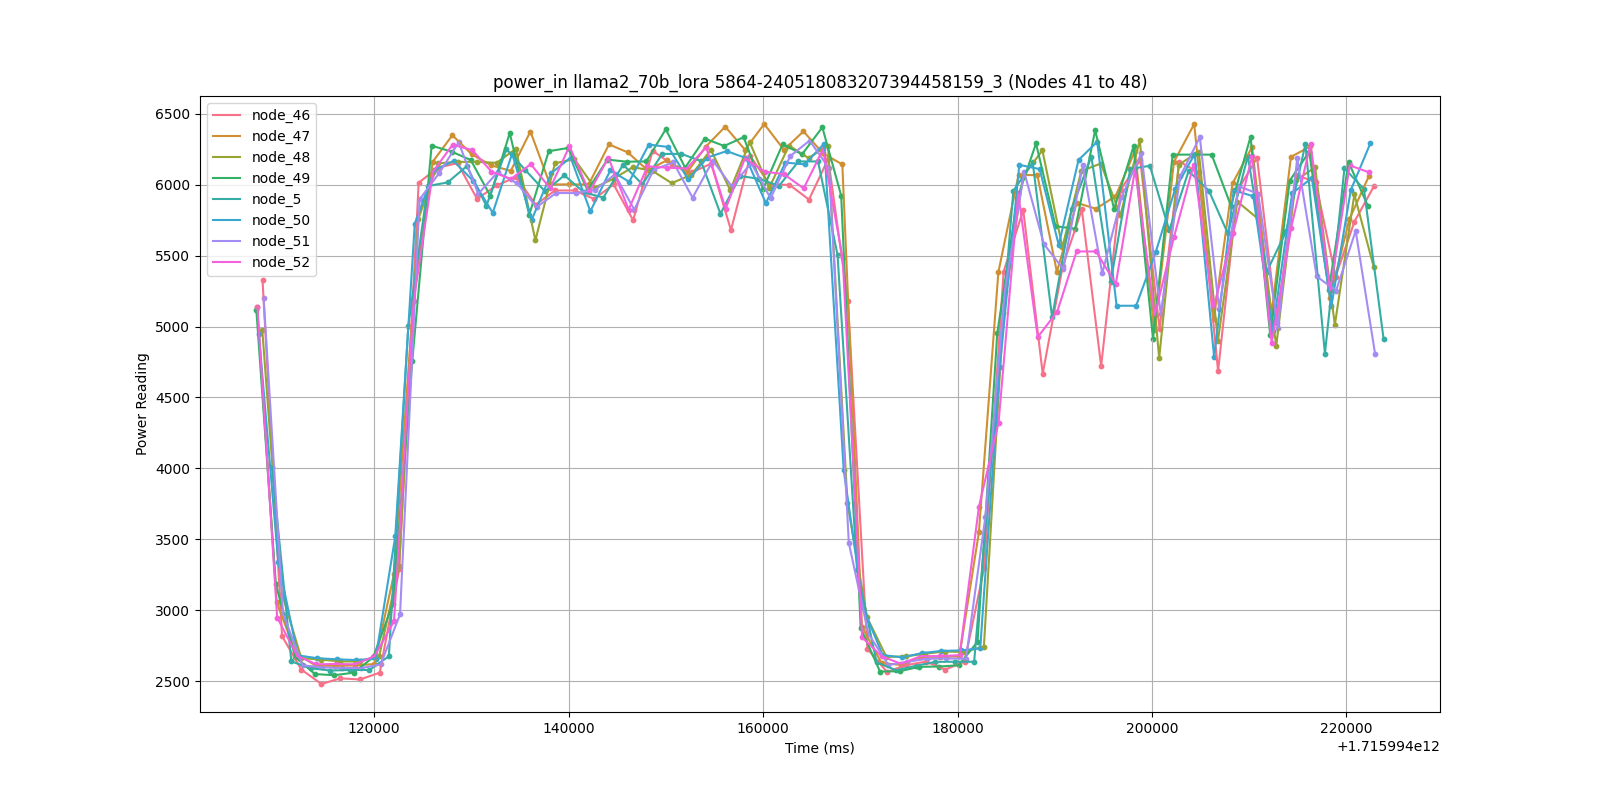 power_in llama2_70b_lora 5864-240518083207394458159_3 (Nodes 41 to 48)
Power Reading
6500
6000
5500
5000
4500
4000
3500
3000
2500
node_46
node_47
node_48
node_49
node_5
node_50
node_51
node_52
120000 140000 160000 180000 200000 220000
Time (ms)
+1.715994e12